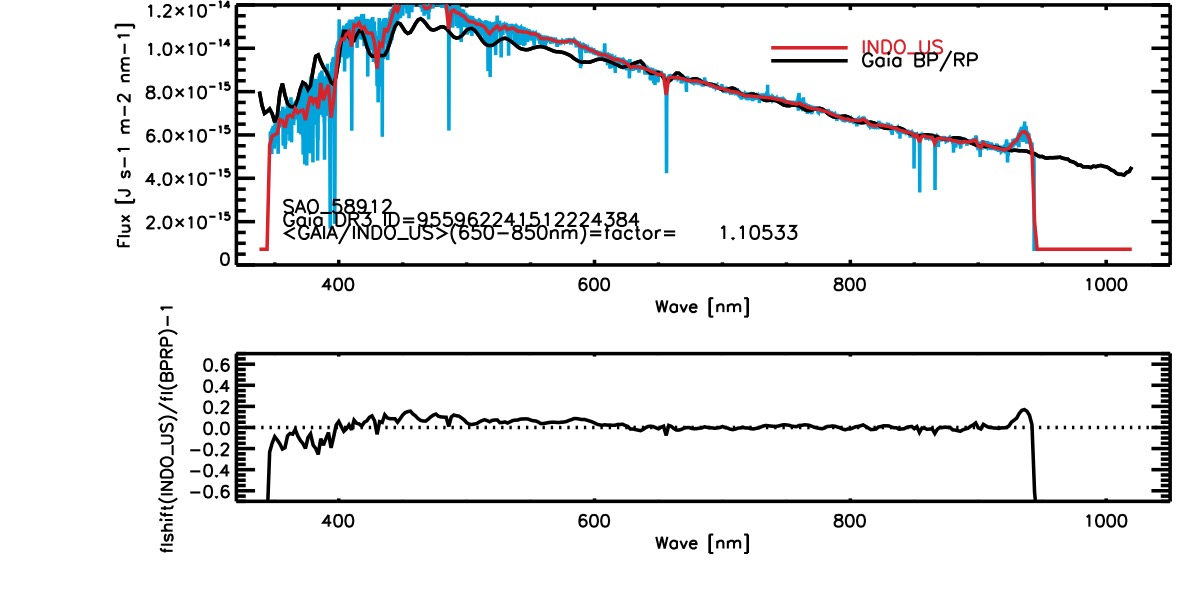 1.2×10⁻¹⁴
1.0×10⁻¹⁴
8.0×10⁻¹⁵
6.0×10⁻¹⁵
4.0×10⁻¹⁵
2.0×10⁻¹⁵
0
Flux [J s-1 m-2 nm-1]
INDO_US
Gaia BP/RP
SAO_58912
Gaia DR3 ID=955962241512224384
<GAIA/INDO_US>(650-850nm)=factor= 1.10533
400 600 800 1000
Wave [nm]
flshift(INDO_US)/fl(BPRP)-1
0.6
0.4
0.2
0.0
-0.2
-0.4
-0.6
400 600 800 1000
Wave [nm]